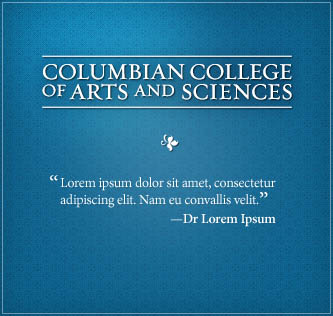 COLUMBIAN COLLEGE
OF ARTS AND SCIENCES
“Lorem ipsum dolor sit amet, consectetur
adipiscing elit. Nam eu convallis velit.”
—Dr Lorem Ipsum